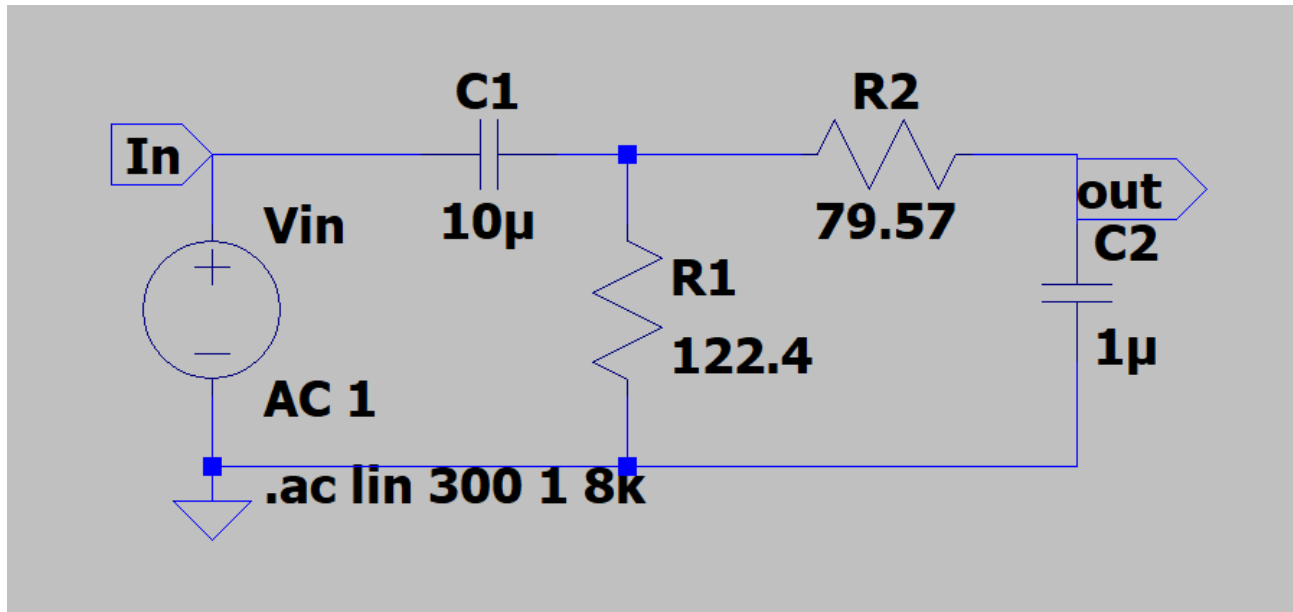 C1
R2
In
out
Vin
10µ
79.57
C2
R1
122.4
1µ
AC 1
.ac lin 300 1 8k